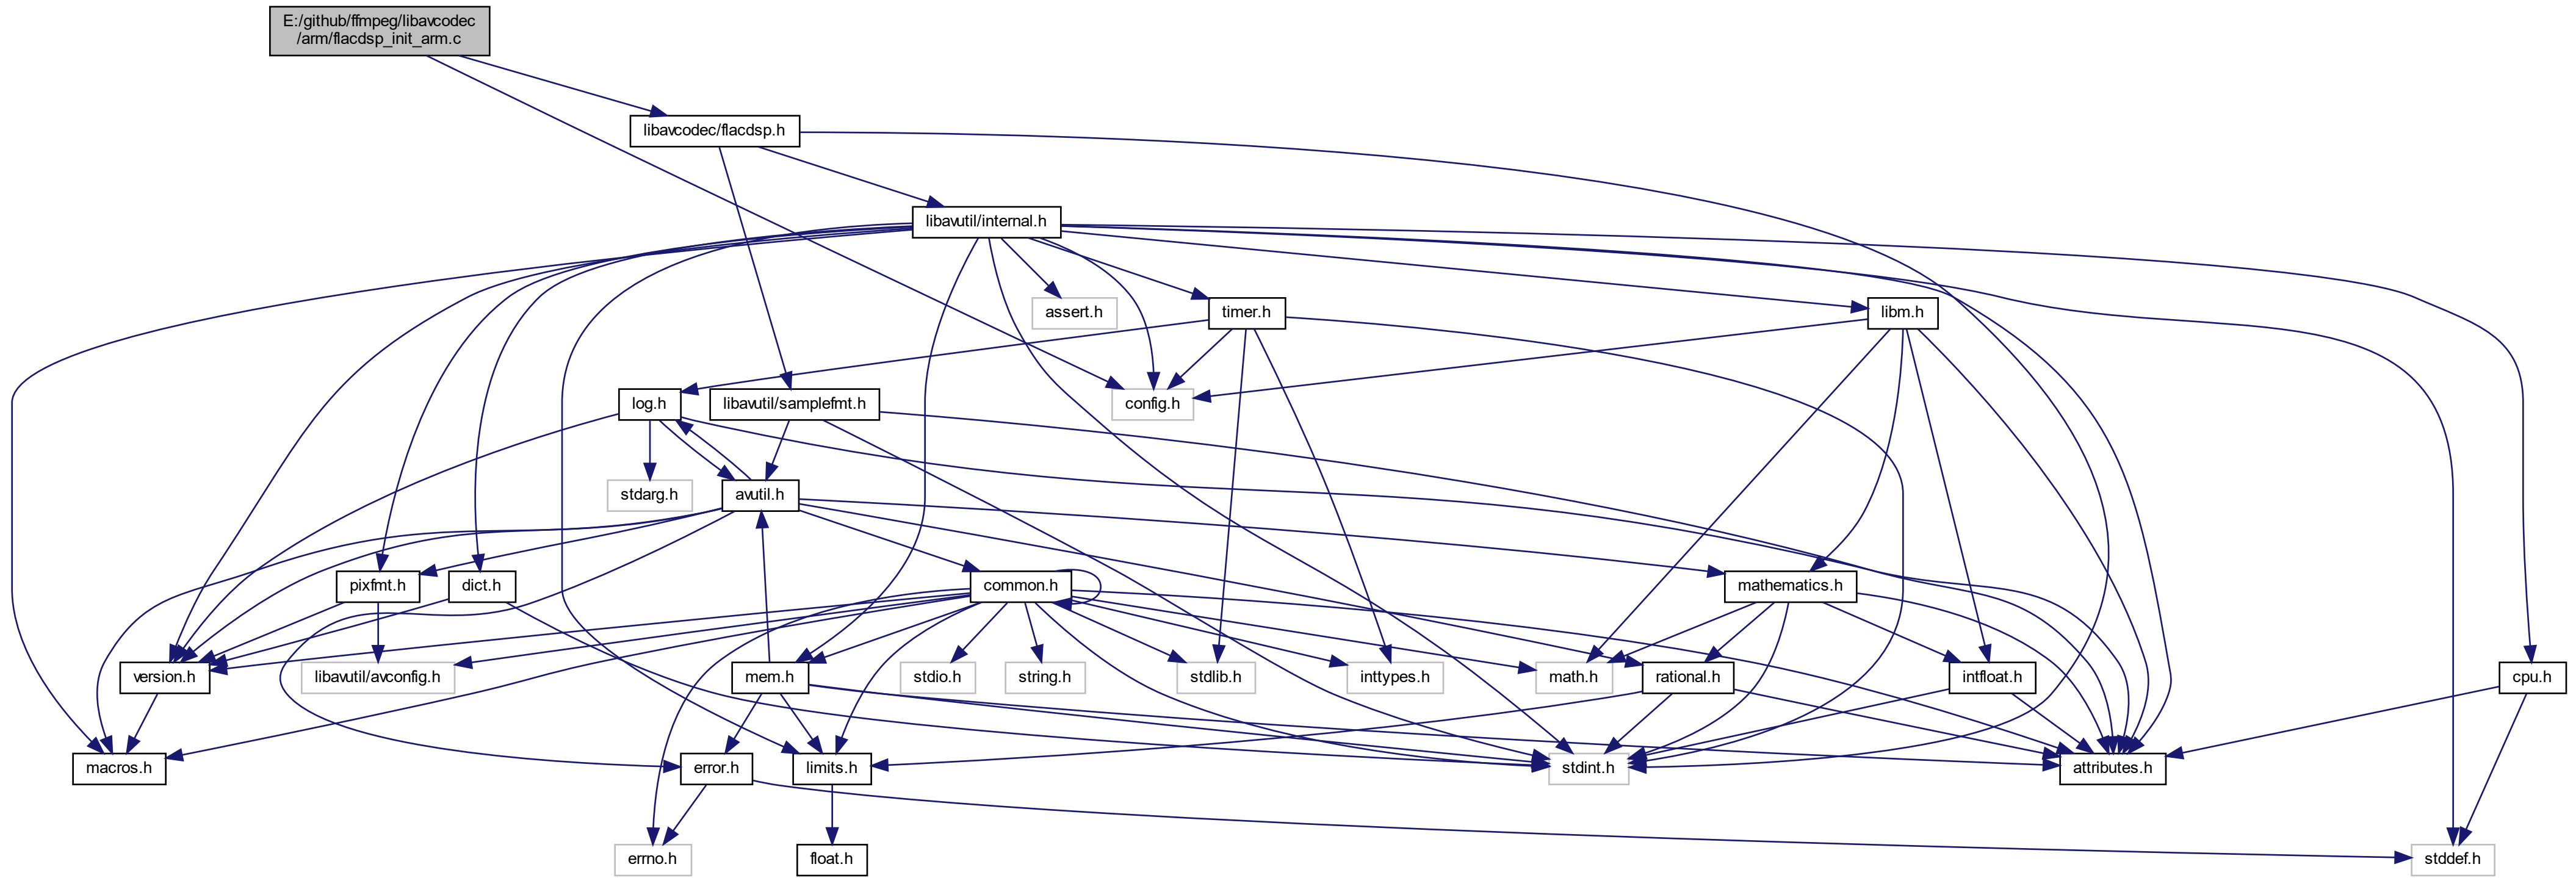 E:/github/ffmpeg/libavcodec
/arm/flacdsp_init_arm.c
libavcodec/flacdsp.h
libavutil/internal.h
assert.h
timer.h
libm.h
log.h
libavutil/samplefmt.h
config.h
stdarg.h
avutil.h
pixfmt.h
dict.h
common.h
mathematics.h
version.h
libavutil/avconfig.h
mem.h
stdio.h
string.h
stdlib.h
inttypes.h
math.h
rational.h
intfloat.h
cpu.h
macros.h
error.h
limits.h
stdint.h
attributes.h
errno.h
float.h
stddef.h